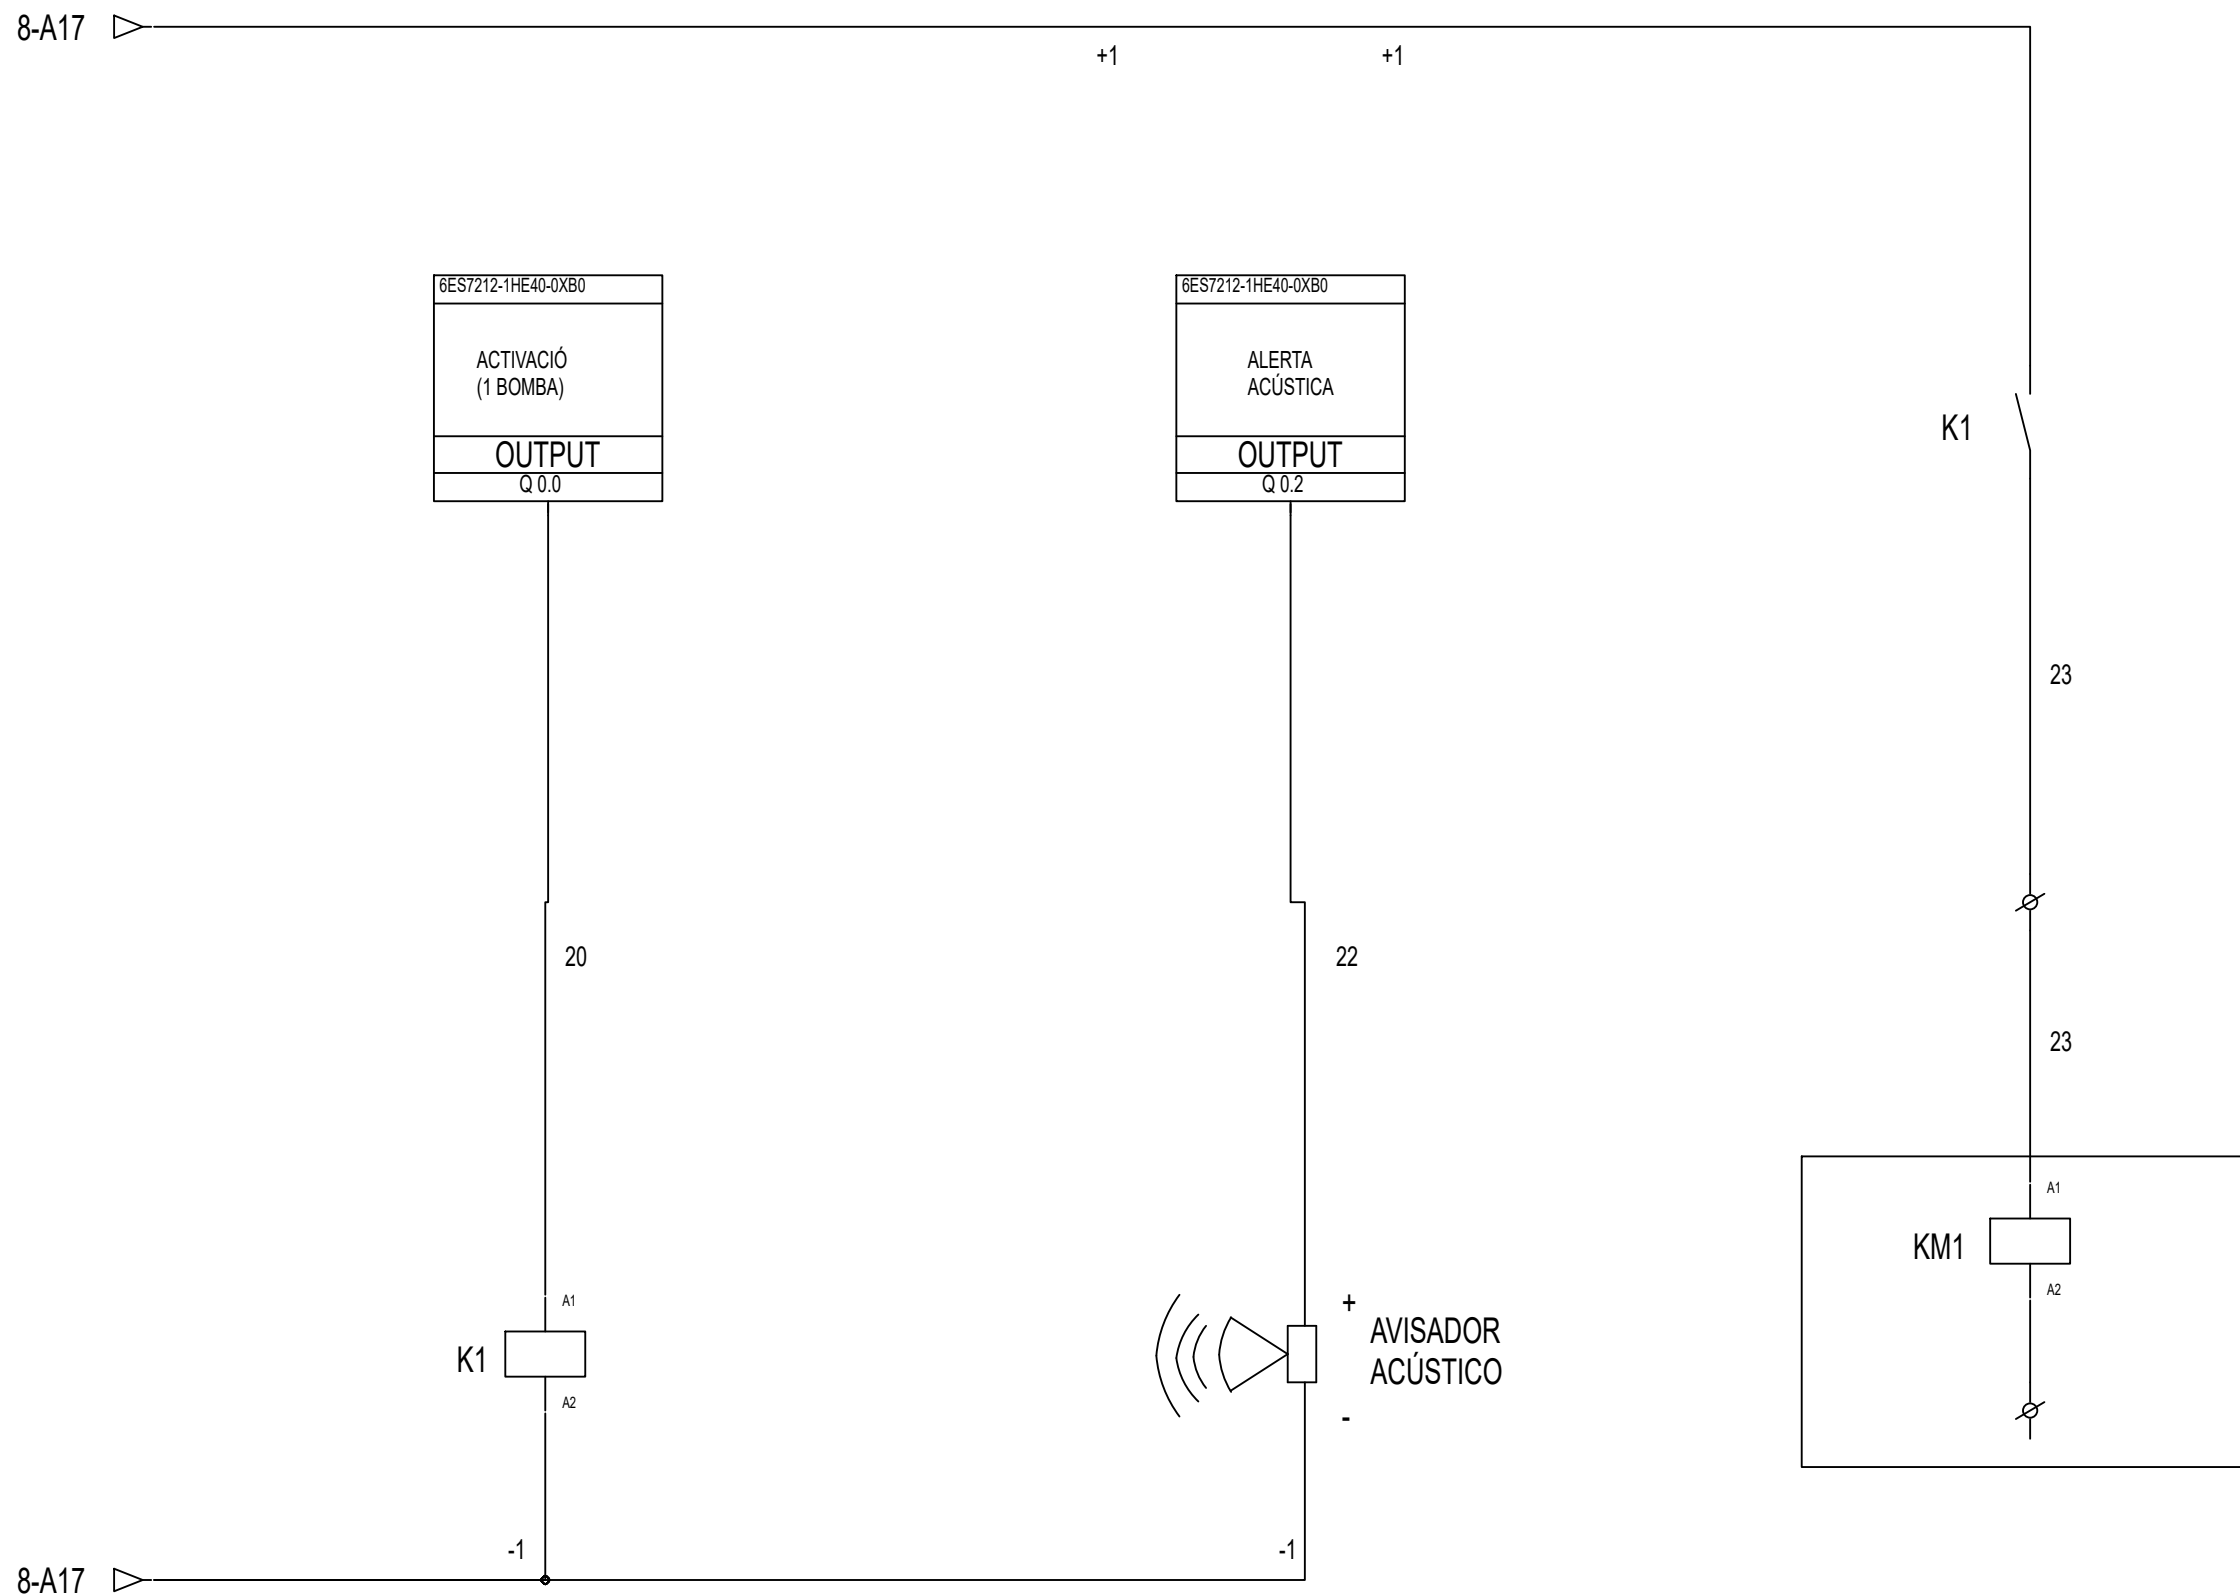 8-A17
+1
+1
6ES7212-1HE40-0XB0
ACTIVACIÓ
(1 BOMBA)
OUTPUT
Q 0.0
6ES7212-1HE40-0XB0
ALERTA
ACÚSTICA
OUTPUT
Q 0.2
K1
23
20
22
23
A1
KM1
A2
A1
K1
A2
+
AVISADOR
ACÚSTICO
-
-1
-1
8-A17